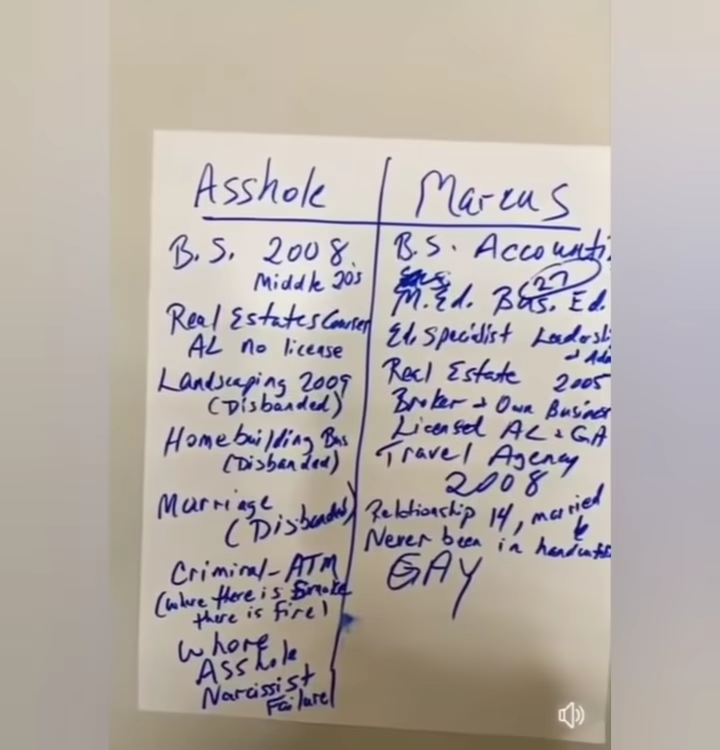 Asshole
B.S. 2008.
Middle 20s
Real Estates Courses
AL no license
Landscaping 2009
(Disbanded)
Homebuilding Bus
(Disbanded)
Marriage
(Disbanded)
Criminal-ATM
(where there is Smoke
there is fire)
Whore
Asshole
Narcissist
Failure
Marcus
B.S. Accounti
27
M.Ed. Bus. Ed.
Ed. Specialist Leadershi
Real Estate 2005
Broker → Own Business
Licensed AL & GA
Travel Agency
2008
Relationship 14, married
Never been in handcuffs
GAY